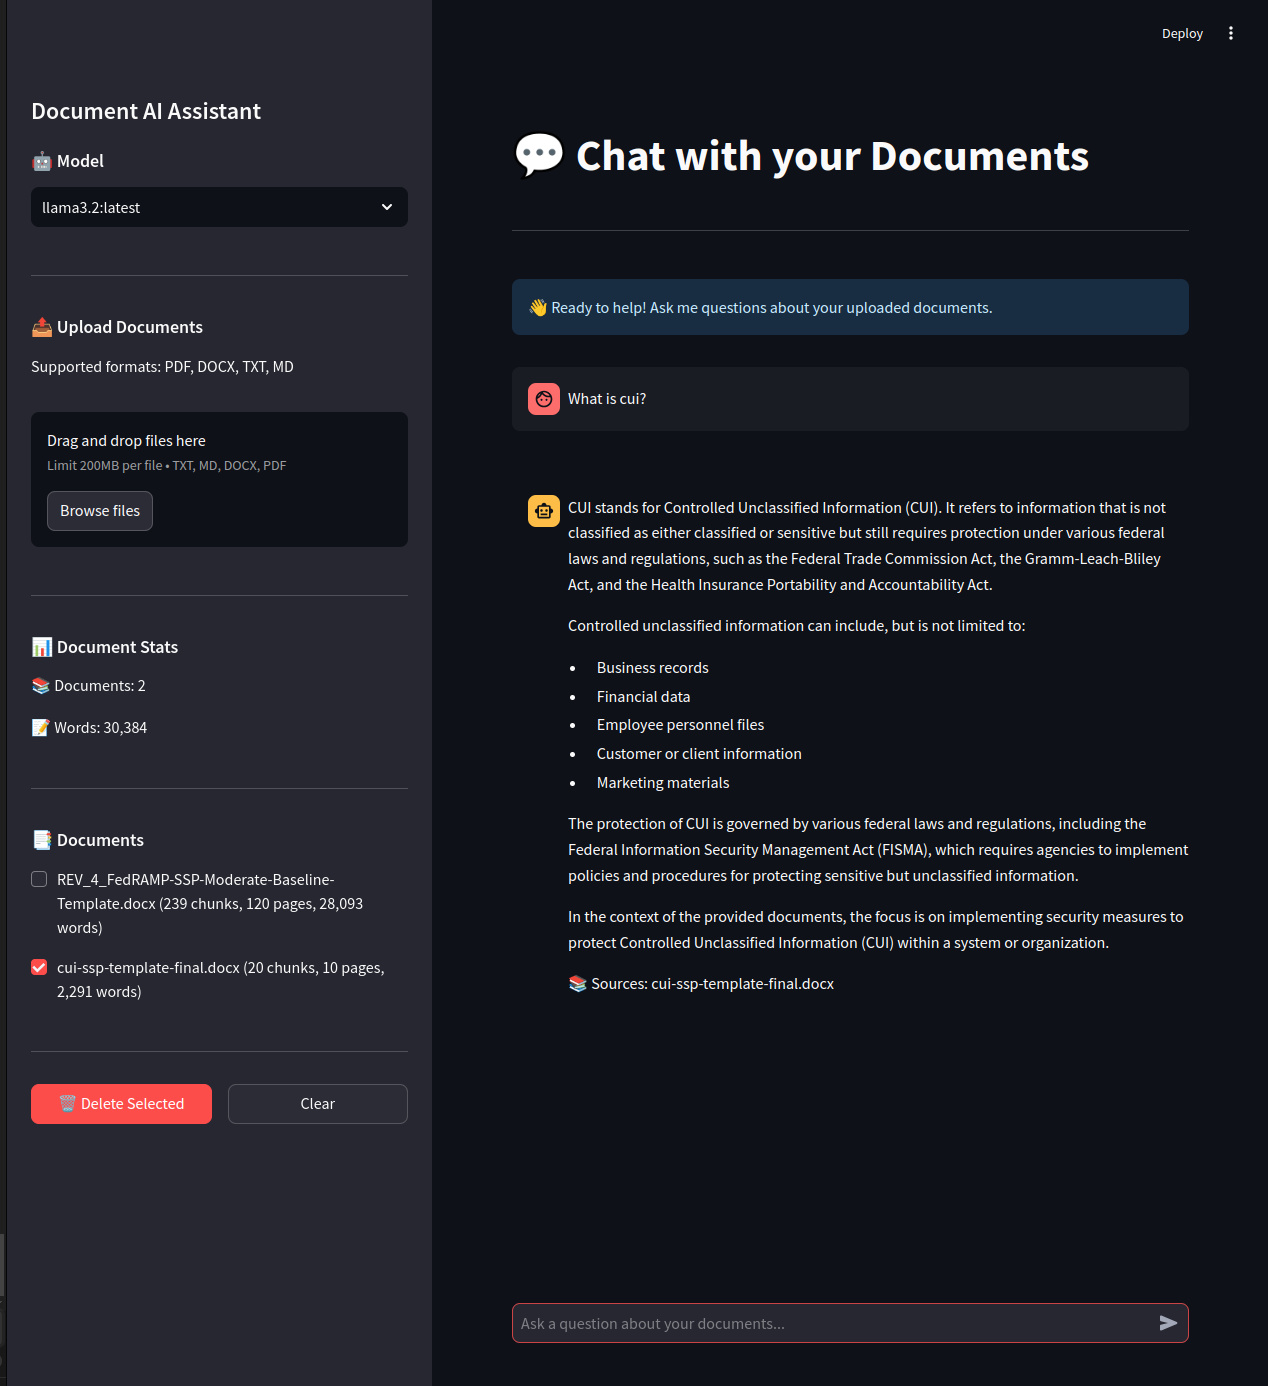 Deploy
Document AI Assistant
🤖 Model
llama3.2:latest
📤 Upload Documents
Supported formats: PDF, DOCX, TXT, MD
Drag and drop files here
Limit 200MB per file • TXT, MD, DOCX, PDF
Browse files
📊 Document Stats
📚 Documents: 2
📝 Words: 30,384
📑 Documents
REV_4_FedRAMP-SSP-Moderate-Baseline-
Template.docx (239 chunks, 120 pages, 28,093
words)
cui-ssp-template-final.docx (20 chunks, 10 pages,
2,291 words)
🗑️ Delete Selected
Clear
💬 Chat with your Documents
👋 Ready to help! Ask me questions about your uploaded documents.
What is cui?
CUI stands for Controlled Unclassified Information (CUI). It refers to information that is not
classified as either classified or sensitive but still requires protection under various federal
laws and regulations, such as the Federal Trade Commission Act, the Gramm-Leach-Bliley
Act, and the Health Insurance Portability and Accountability Act.
Controlled unclassified information can include, but is not limited to:
• Business records
• Financial data
• Employee personnel files
• Customer or client information
• Marketing materials
The protection of CUI is governed by various federal laws and regulations, including the
Federal Information Security Management Act (FISMA), which requires agencies to implement
policies and procedures for protecting sensitive but unclassified information.
In the context of the provided documents, the focus is on implementing security measures to
protect Controlled Unclassified Information (CUI) within a system or organization.
📚 Sources: cui-ssp-template-final.docx
Ask a question about your documents...